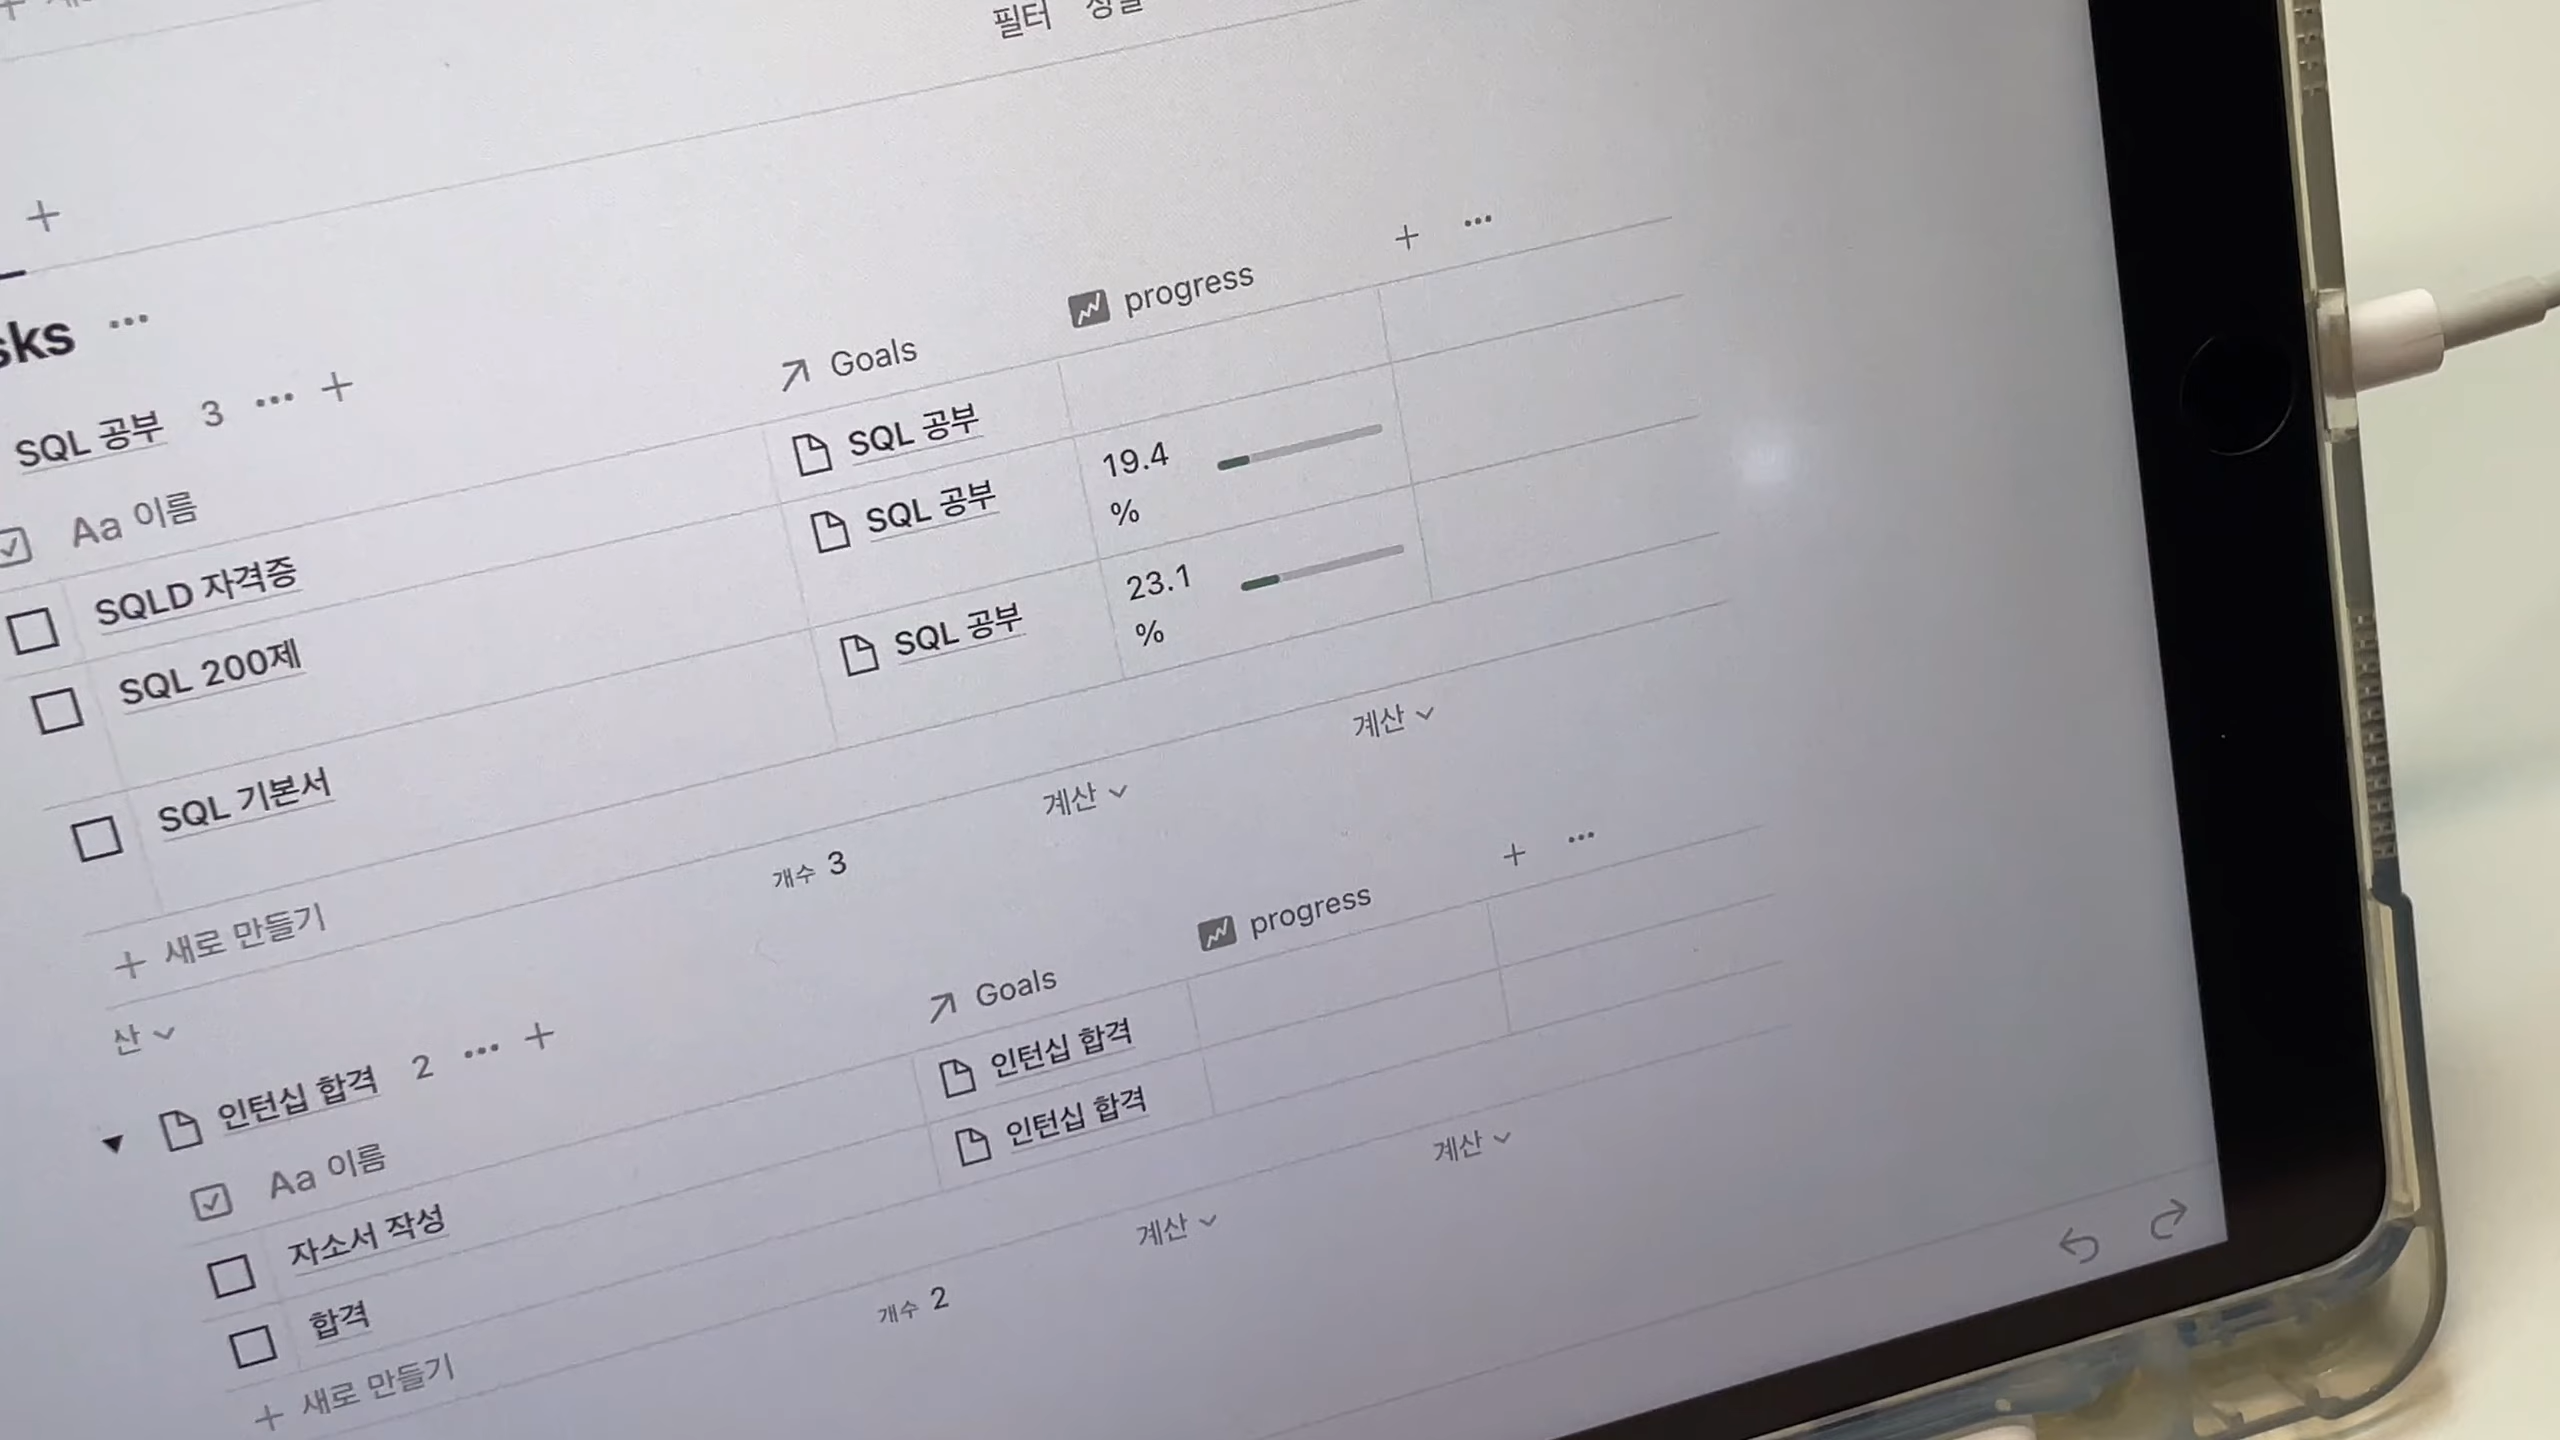 필터
sks ...
SQL 공부 3 ... +
Aa 이름 Goals progress + ...
SQLD 자격증 SQL 공부
SQL 200제 SQL 공부 19.4 %
SQL 기본서 SQL 공부 23.1 %
+ 새로 만들기
산 개수 3 계산 계산
인턴십 합격 2 ... +
Aa 이름 Goals progress + ...
자소서 작성 인턴십 합격
합격 인턴십 합격
+ 새로 만들기
개수 2 계산 계산